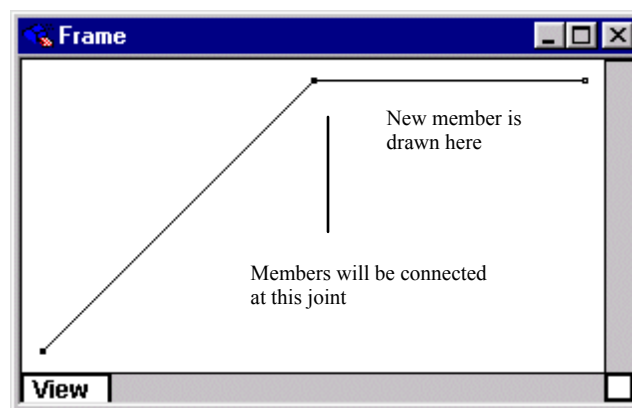 Frame
New member is
drawn here
Members will be connected
at this joint
View